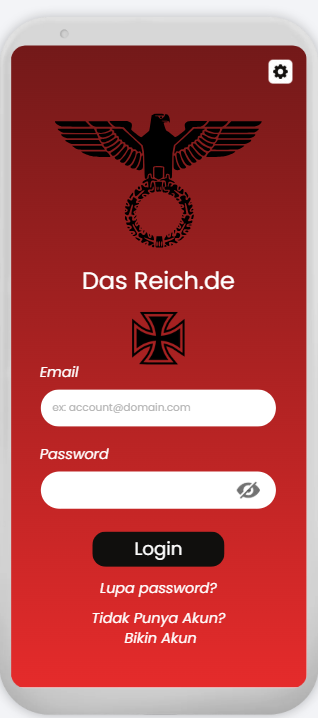 Das Reich.de
Email
ex: account@domain.com
Password
Login
Lupa password?
Tidak Punya Akun?
Bikin Akun